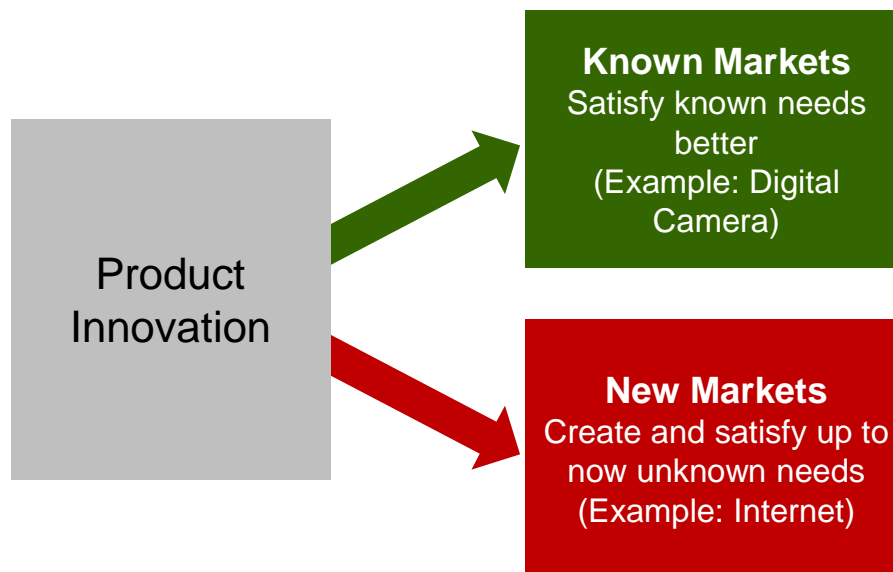 Product
Innovation
Known Markets
Satisfy known needs
better
(Example: Digital
Camera)
New Markets
Create and satisfy up to
now unknown needs
(Example: Internet)